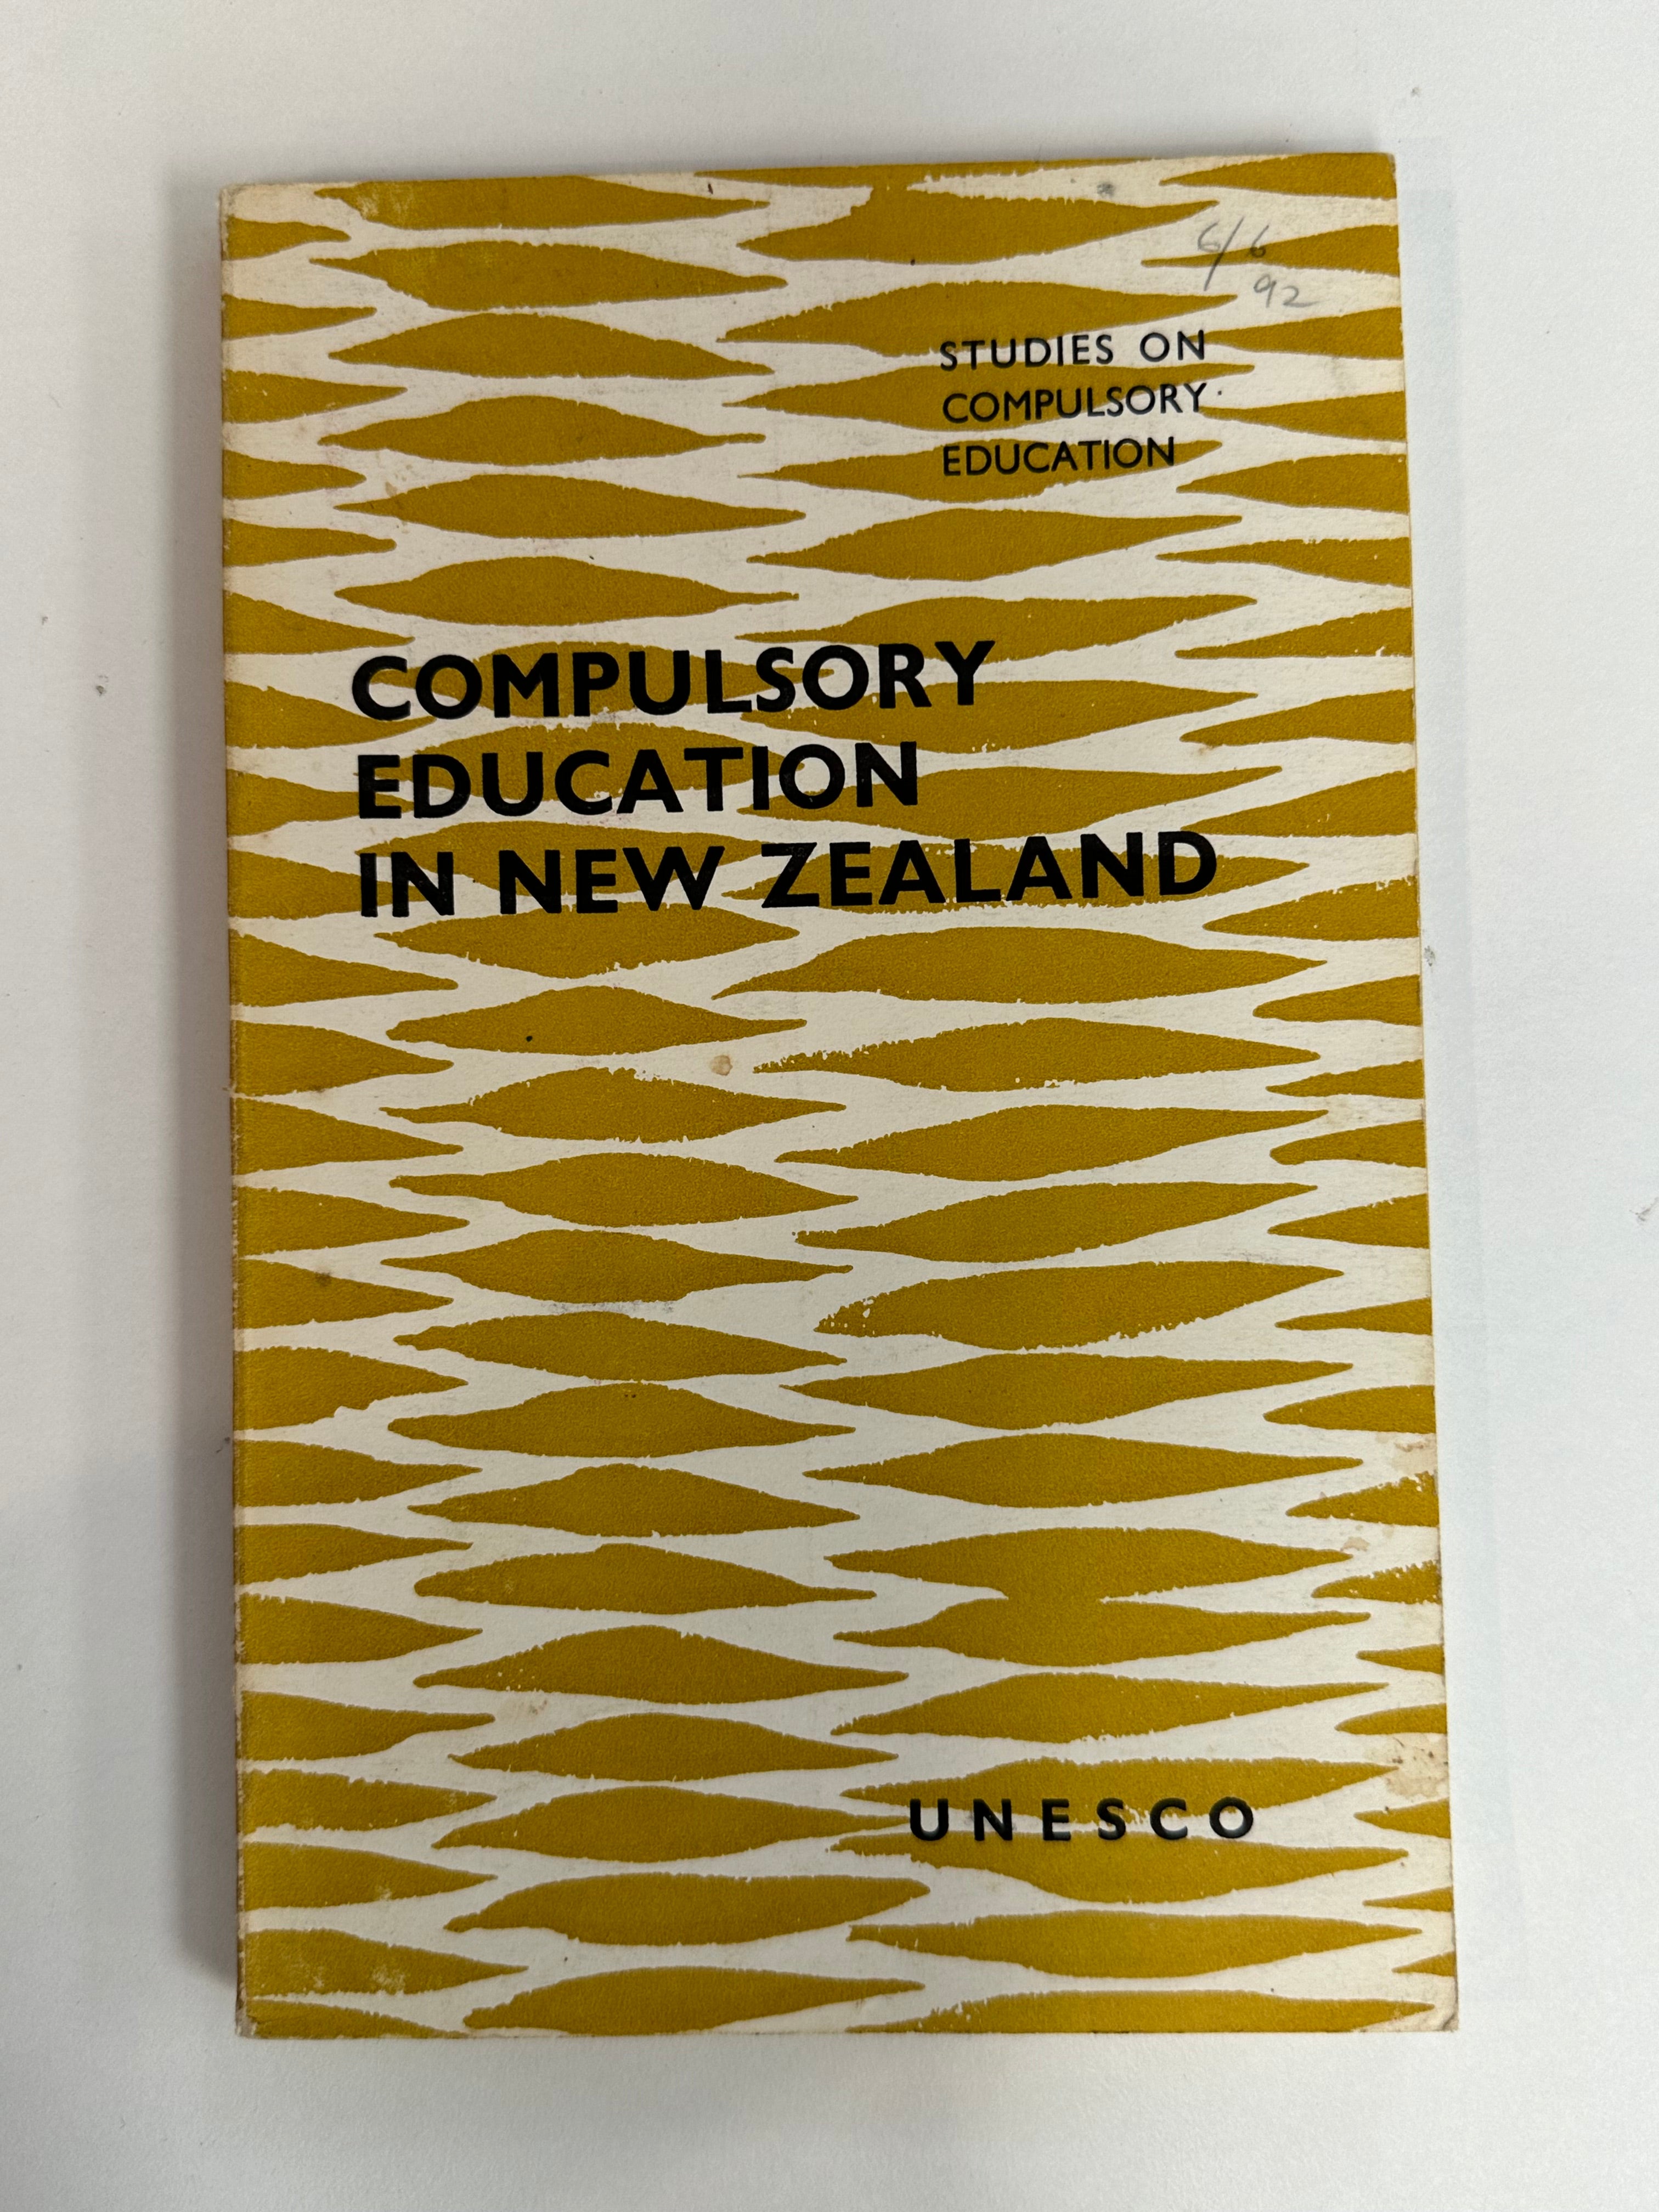 6/6
92
STUDIES ON
COMPULSORY
EDUCATION
COMPULSORY
EDUCATION
IN NEW ZEALAND
UNESCO